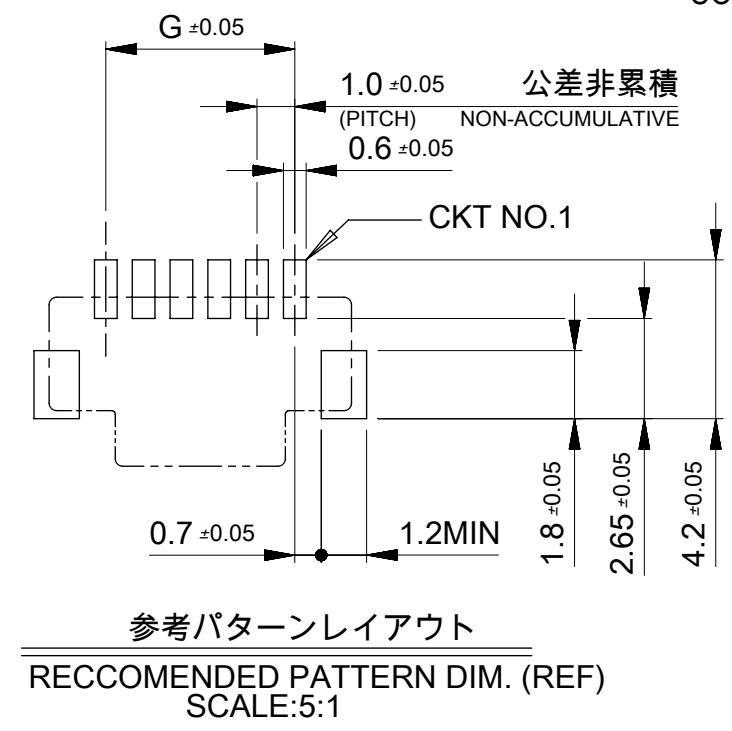 G ±0.05
1.0 ±0.05 公差非累積
(PITCH) NON-ACCUMULATIVE
0.6 ±0.05
CKT NO.1
0.7 ±0.05
1.2MIN
1.8 ±0.05
2.65 ±0.05
4.2 ±0.05
参考パターンレイアウト
RECCOMENDED PATTERN DIM. (REF)
SCALE:5:1